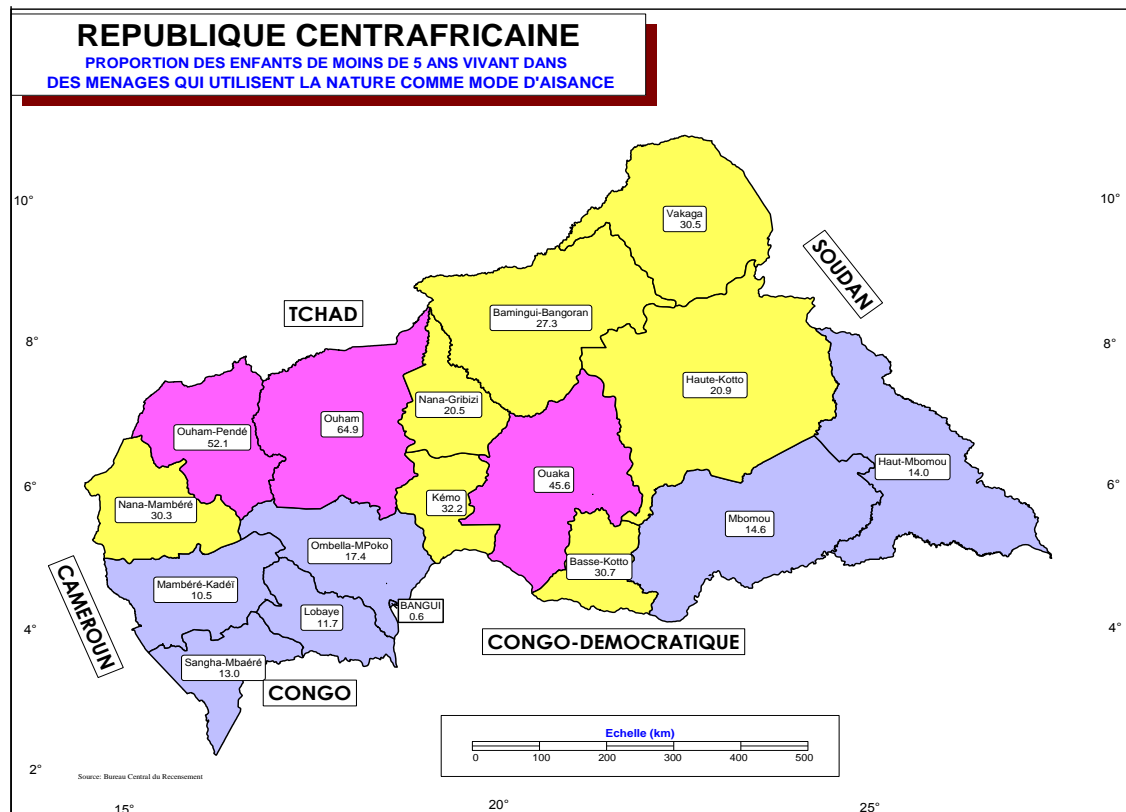 REPUBLIQUE CENTRAFRICAINE
PROPORTION DES ENFANTS DE MOINS DE 5 ANS VIVANT DANS
DES MENAGES QUI UTILISENT LA NATURE COMME MODE D'AISANCE
10°
10°
Vakaga
30.5
SOUDAN
TCHAD
Bamingui-Bangoran
27.3
8°
8°
Haute-Kotto
20.9
Nana-Gribizi
20.5
Ouham
64.9
Ouham-Pendé
52.1
Haut-Mbomou
14.0
Ouaka
45.6
6°
6°
Kémo
32.2
Nana-Mambéré
30.3
Mbomou
14.6
Ombella-MPoko
17.4
Basse-Kotto
30.7
Mambéré-Kadéï
10.5
CAMEROUN
Lobaye
11.7
BANGUI
0.6
4°
4°
CONGO-DEMOCRATIQUE
Sangha-Mbaéré
13.0
CONGO
Echelle (km)
0 100 200 300 400 500
2°
Source: Bureau Central du Recensement
15° 20° 25°